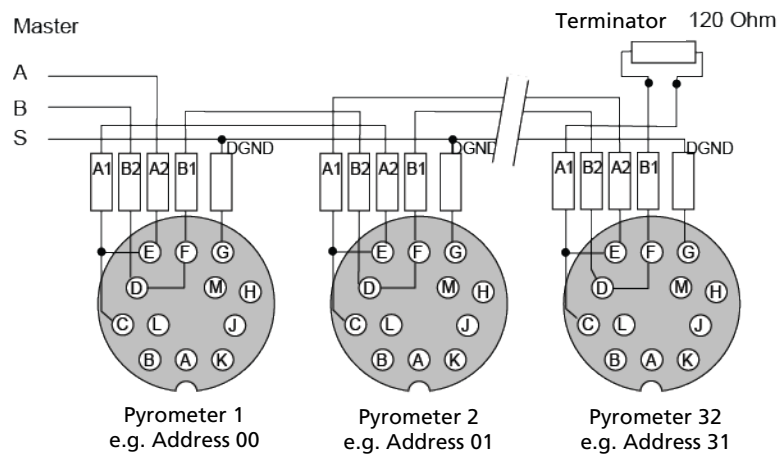 Master
Terminator 120 Ohm
A
B
S
A1 B2 A2 B1 DGND
A1 B2 A2 B1 DGND
A1 B2 A2 B1 DGND
E F G
D M H
C L J
B A K
E F G
D M H
C L J
B A K
E F G
D M H
C L J
B A K
Pyrometer 1
e.g. Address 00
Pyrometer 2
e.g. Address 01
Pyrometer 32
e.g. Address 31